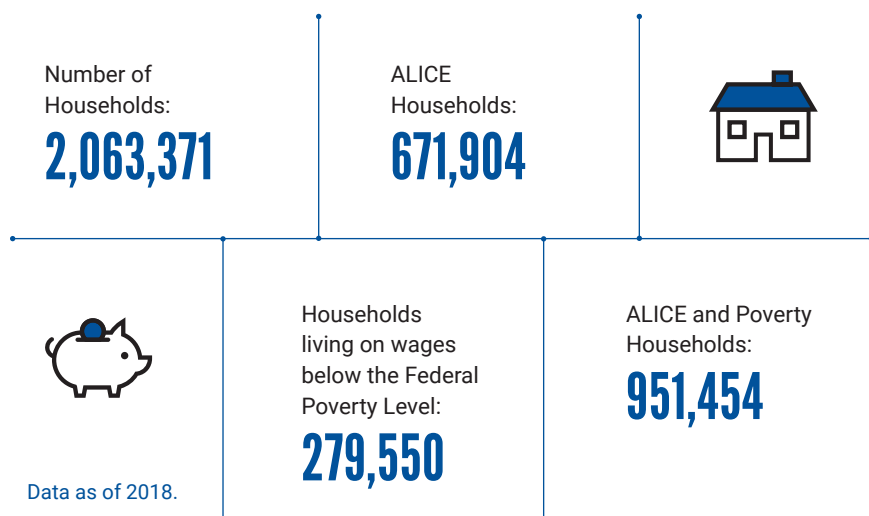 Number of
Households:
2,063,371
ALICE
Households:
671,904
Households
living on wages
below the Federal
Poverty Level:
279,550
ALICE and Poverty
Households:
951,454
Data as of 2018.